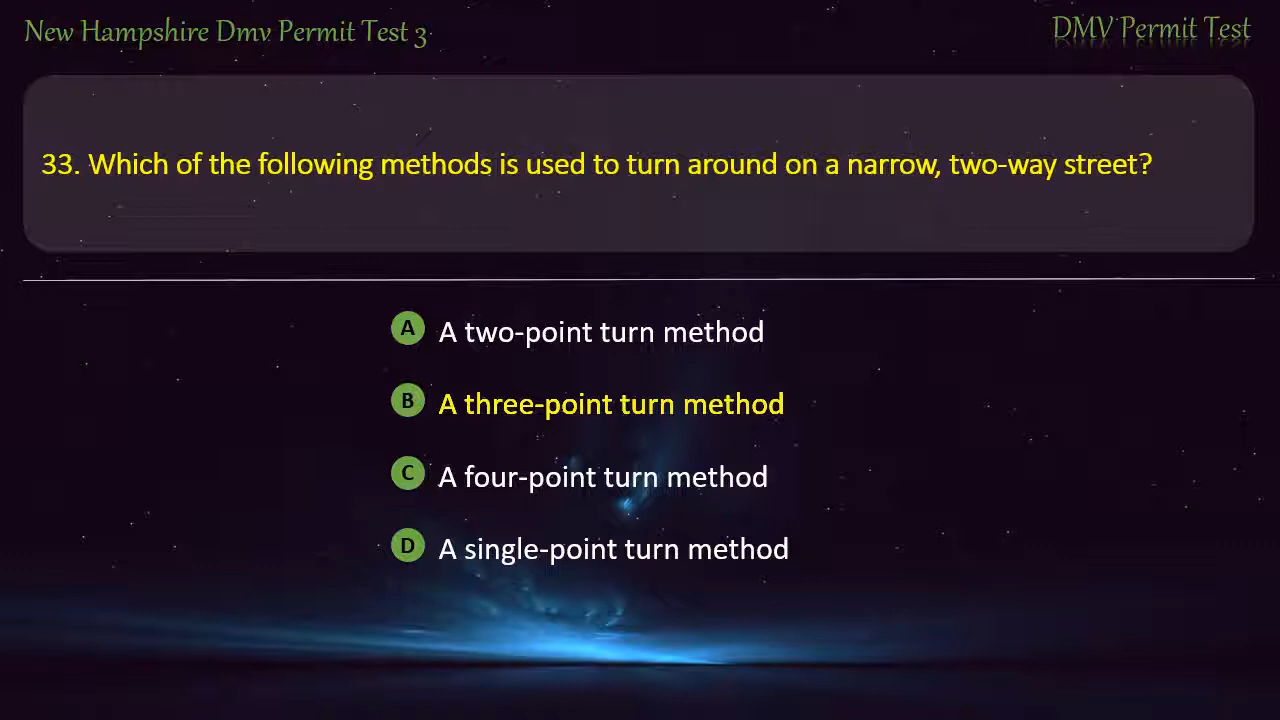 New Hampshire Dmv Permit Test 3
DMV Permit Test
33. Which of the following methods is used to turn around on a narrow, two-way street?
A A two-point turn method
B A three-point turn method
C A four-point turn method
D A single-point turn method